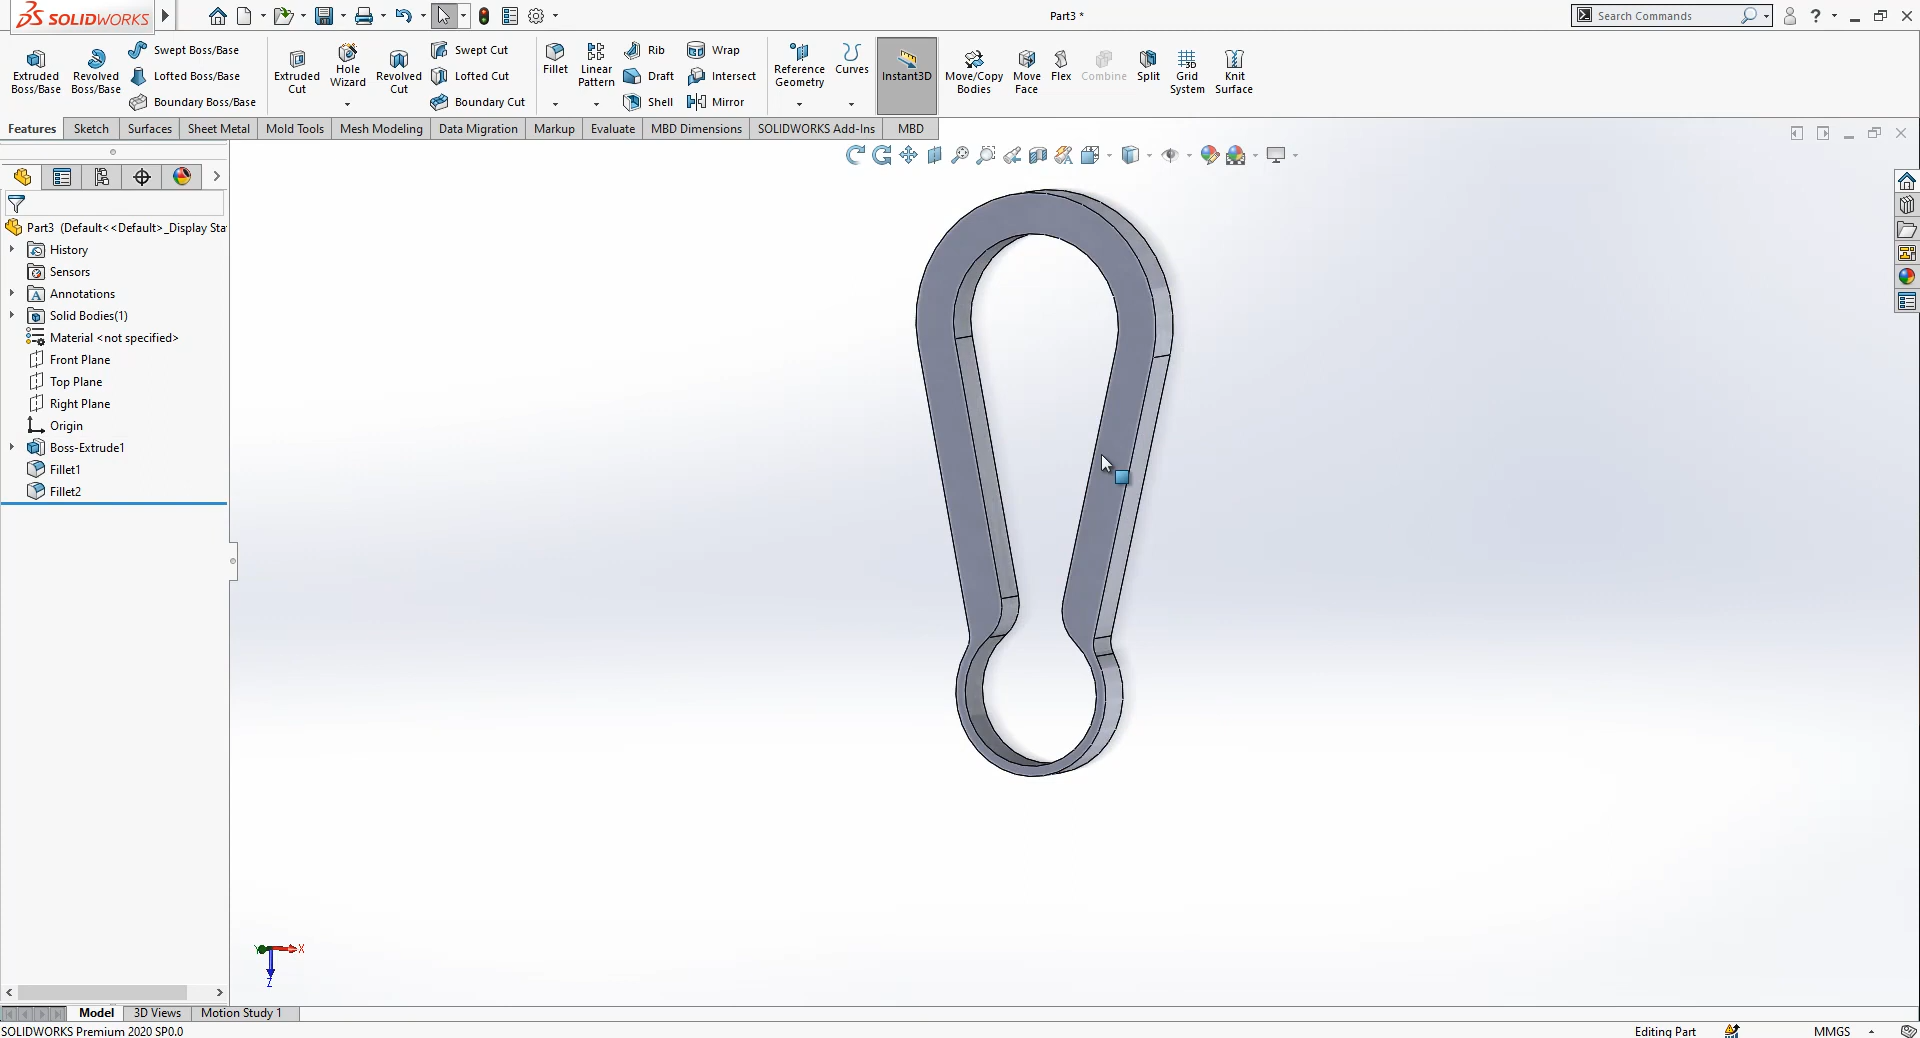 SOLIDWORKS
Part3 *
Search Commands
Extruded Boss/Base
Revolved Boss/Base
Swept Boss/Base
Lofted Boss/Base
Boundary Boss/Base
Extruded Cut
Hole Wizard
Revolved Cut
Swept Cut
Lofted Cut
Boundary Cut
Fillet
Linear Pattern
Rib
Draft
Shell
Wrap
Intersect
Mirror
Reference Geometry
Curves
Instant3D
Move/Copy Bodies
Move Face
Flex
Combine
Split
Grid System
Knit Surface
Features
Sketch
Surfaces
Sheet Metal
Mold Tools
Mesh Modeling
Data Migration
Markup
Evaluate
MBD Dimensions
SOLIDWORKS Add-Ins
MBD
Part3 (Default<<Default>_Display Sta
History
Sensors
Annotations
Solid Bodies(1)
Material <not specified>
Front Plane
Top Plane
Right Plane
Origin
Boss-Extrude1
Fillet1
Fillet2
X
Z
Model
3D Views
Motion Study 1
SOLIDWORKS Premium 2020 SP0.0
Editing Part
MMGS